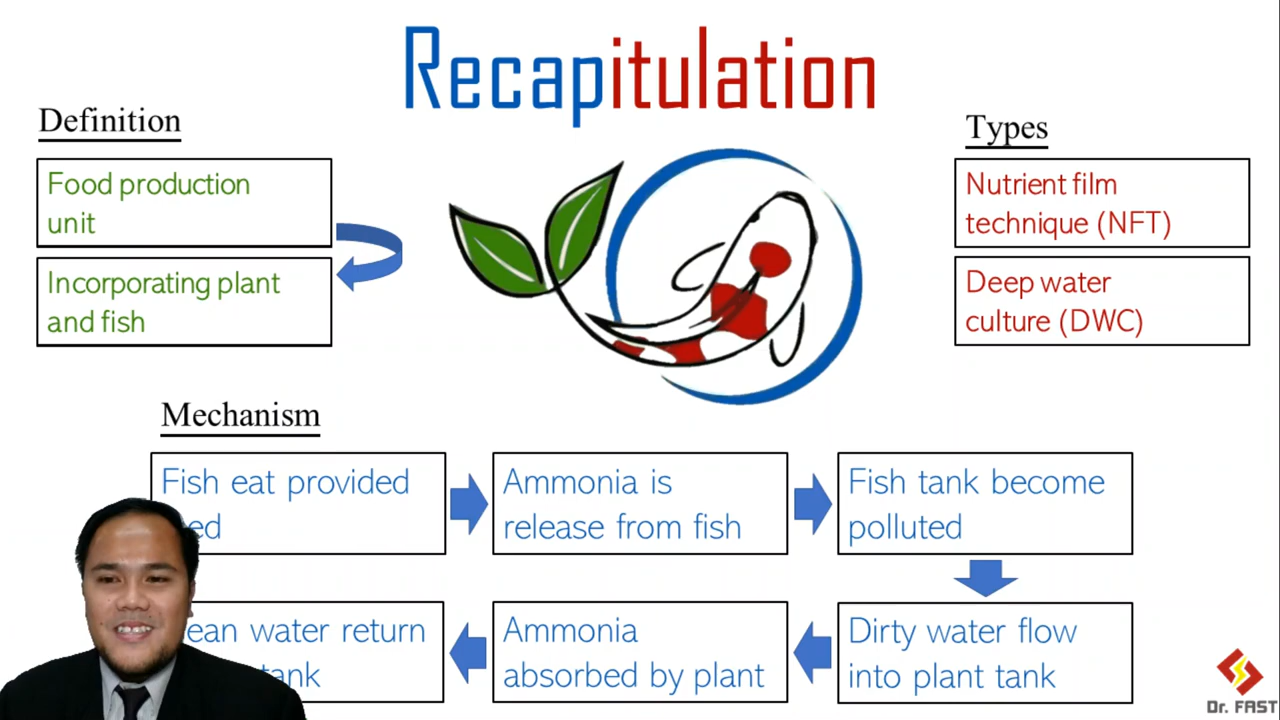 Recapitulation
Definition
Food production
unit
Incorporating plant
and fish
Types
Nutrient film
technique (NFT)
Deep water
culture (DWC)
Mechanism
Fish eat provided
Ammonia is
release from fish
Fish tank become
polluted
Dirty water flow
into plant tank
Ammonia
absorbed by plant
water return
Dr. FAST